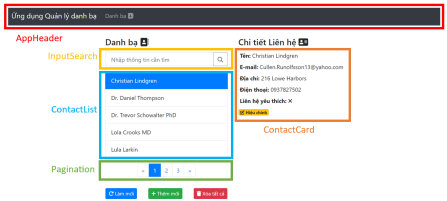 Ứng dụng Quản lý danh bạ Danh bạ
AppHeader
Danh bạ
Chi tiết Liên hệ
InputSearch
Nhập thông tin cần tìm
Tên: Christian Lindgren
E-mail: Cullen.Runolfsson13@yahoo.com
Địa chỉ: 216 Lowe Harbors
Điện thoại: 0937827502
Liên hệ yêu thích:
Hiệu chỉnh
ContactCard
ContactList
Christian Lindgren
Dr. Daniel Thompson
Dr. Trevor Schowalter PhD
Lola Crooks MD
Lula Larkin
Pagination
« 1 2 3 »
Làm mới
+ Thêm mới
Xóa tất cả